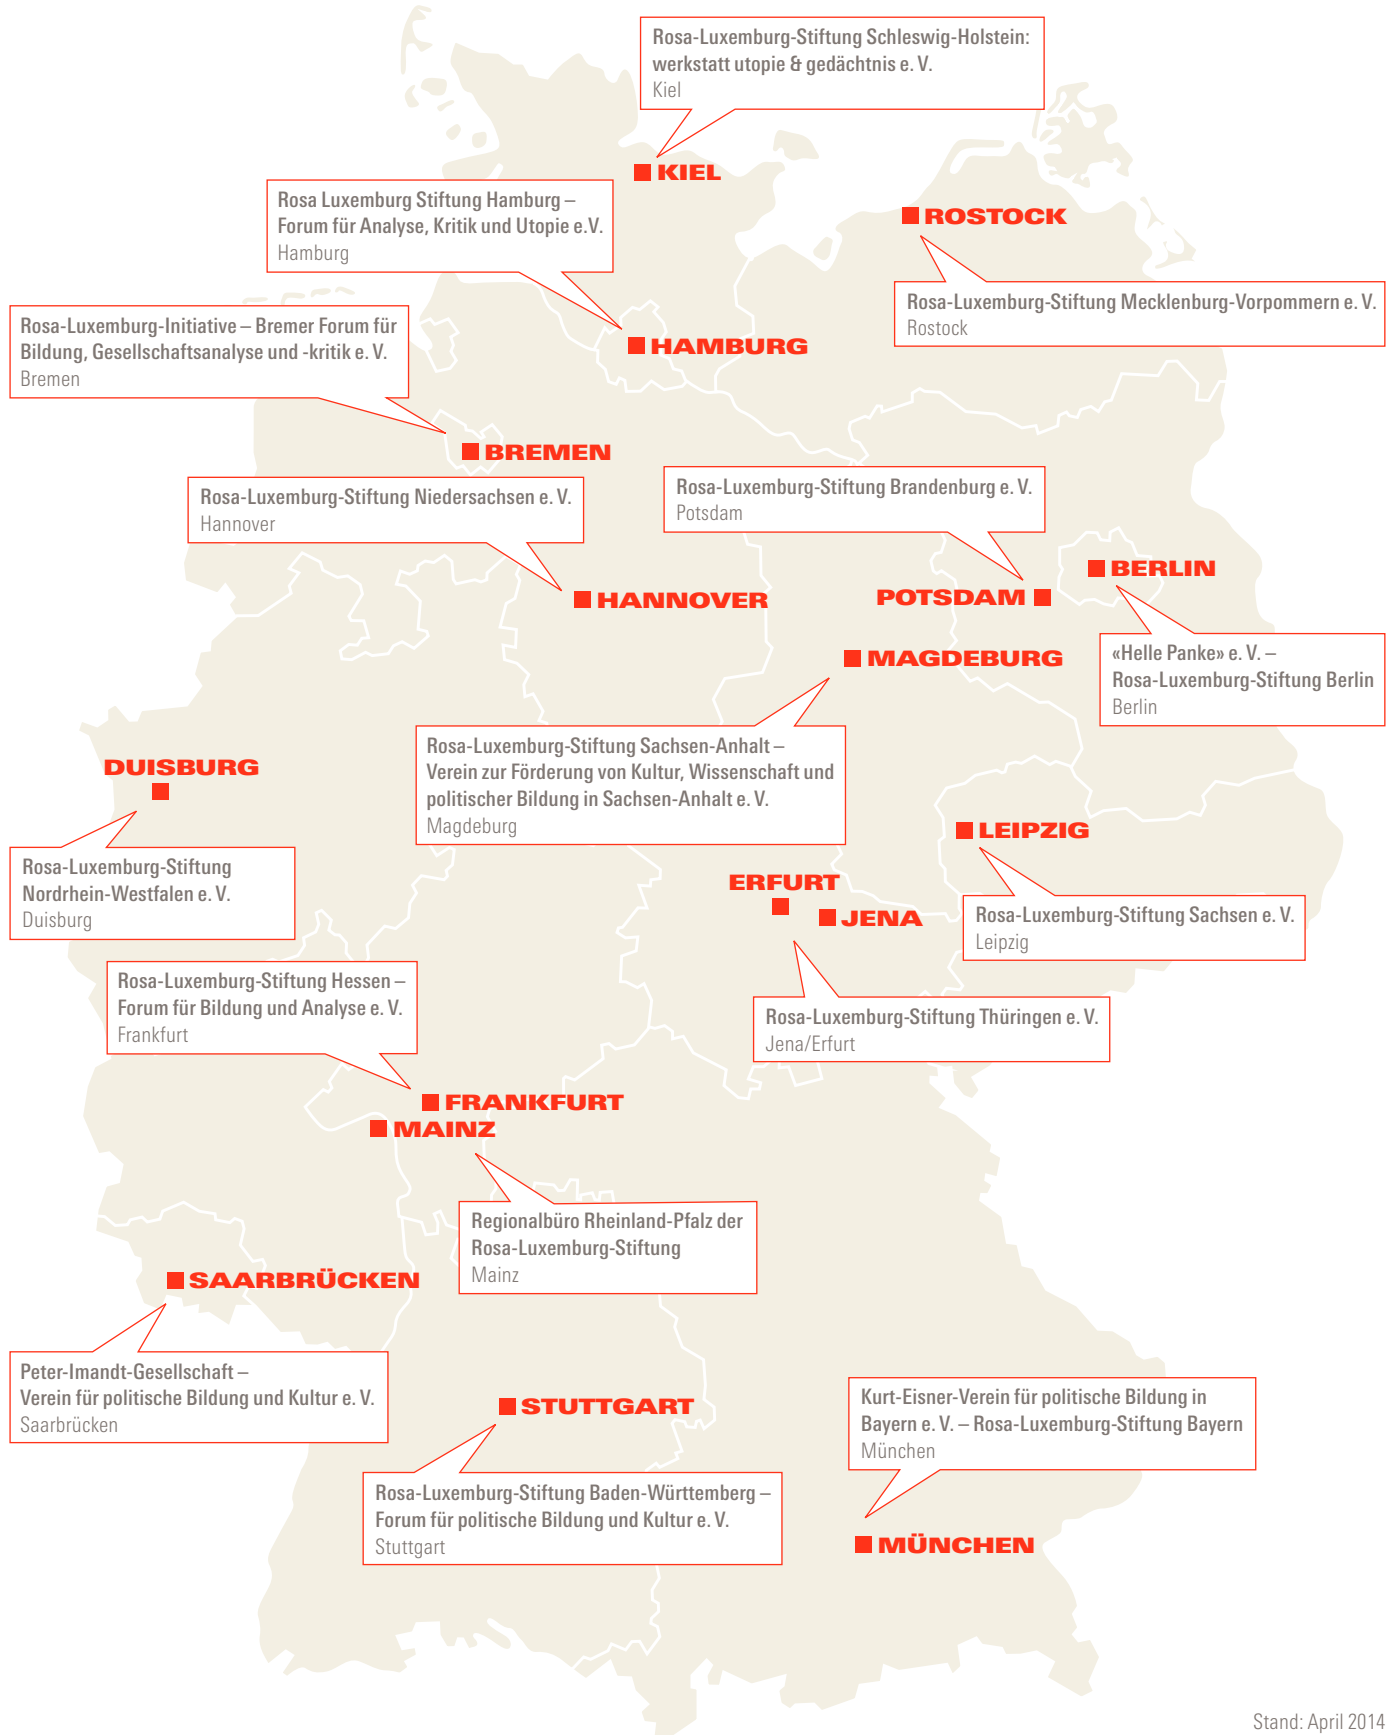 Rosa-Luxemburg-Stiftung Schleswig-Holstein:
werkstatt utopie & gedächtnis e. V.
Kiel
KIEL
Rosa Luxemburg Stiftung Hamburg –
Forum für Analyse, Kritik und Utopie e.V.
Hamburg
ROSTOCK
Rosa-Luxemburg-Stiftung Mecklenburg-Vorpommern e. V.
Rostock
Rosa-Luxemburg-Initiative – Bremer Forum für
Bildung, Gesellschaftsanalyse und -kritik e. V.
Bremen
HAMBURG
BREMEN
Rosa-Luxemburg-Stiftung Niedersachsen e. V.
Hannover
Rosa-Luxemburg-Stiftung Brandenburg e. V.
Potsdam
BERLIN
HANNOVER
POTSDAM
«Helle Panke» e. V. –
Rosa-Luxemburg-Stiftung Berlin
Berlin
MAGDEBURG
Rosa-Luxemburg-Stiftung Sachsen-Anhalt –
Verein zur Förderung von Kultur, Wissenschaft und
politischer Bildung in Sachsen-Anhalt e. V.
Magdeburg
DUISBURG
Rosa-Luxemburg-Stiftung
Nordrhein-Westfalen e. V.
Duisburg
LEIPZIG
Rosa-Luxemburg-Stiftung Sachsen e. V.
Leipzig
ERFURT
JENA
Rosa-Luxemburg-Stiftung Thüringen e. V.
Jena/Erfurt
Rosa-Luxemburg-Stiftung Hessen –
Forum für Bildung und Analyse e. V.
Frankfurt
FRANKFURT
MAINZ
Regionalbüro Rheinland-Pfalz der
Rosa-Luxemburg-Stiftung
Mainz
SAARBRÜCKEN
Peter-Imandt-Gesellschaft –
Verein für politische Bildung und Kultur e. V.
Saarbrücken
STUTTGART
Rosa-Luxemburg-Stiftung Baden-Württemberg –
Forum für politische Bildung und Kultur e. V.
Stuttgart
Kurt-Eisner-Verein für politische Bildung in
Bayern e. V. – Rosa-Luxemburg-Stiftung Bayern
München
MÜNCHEN
Stand: April 2014